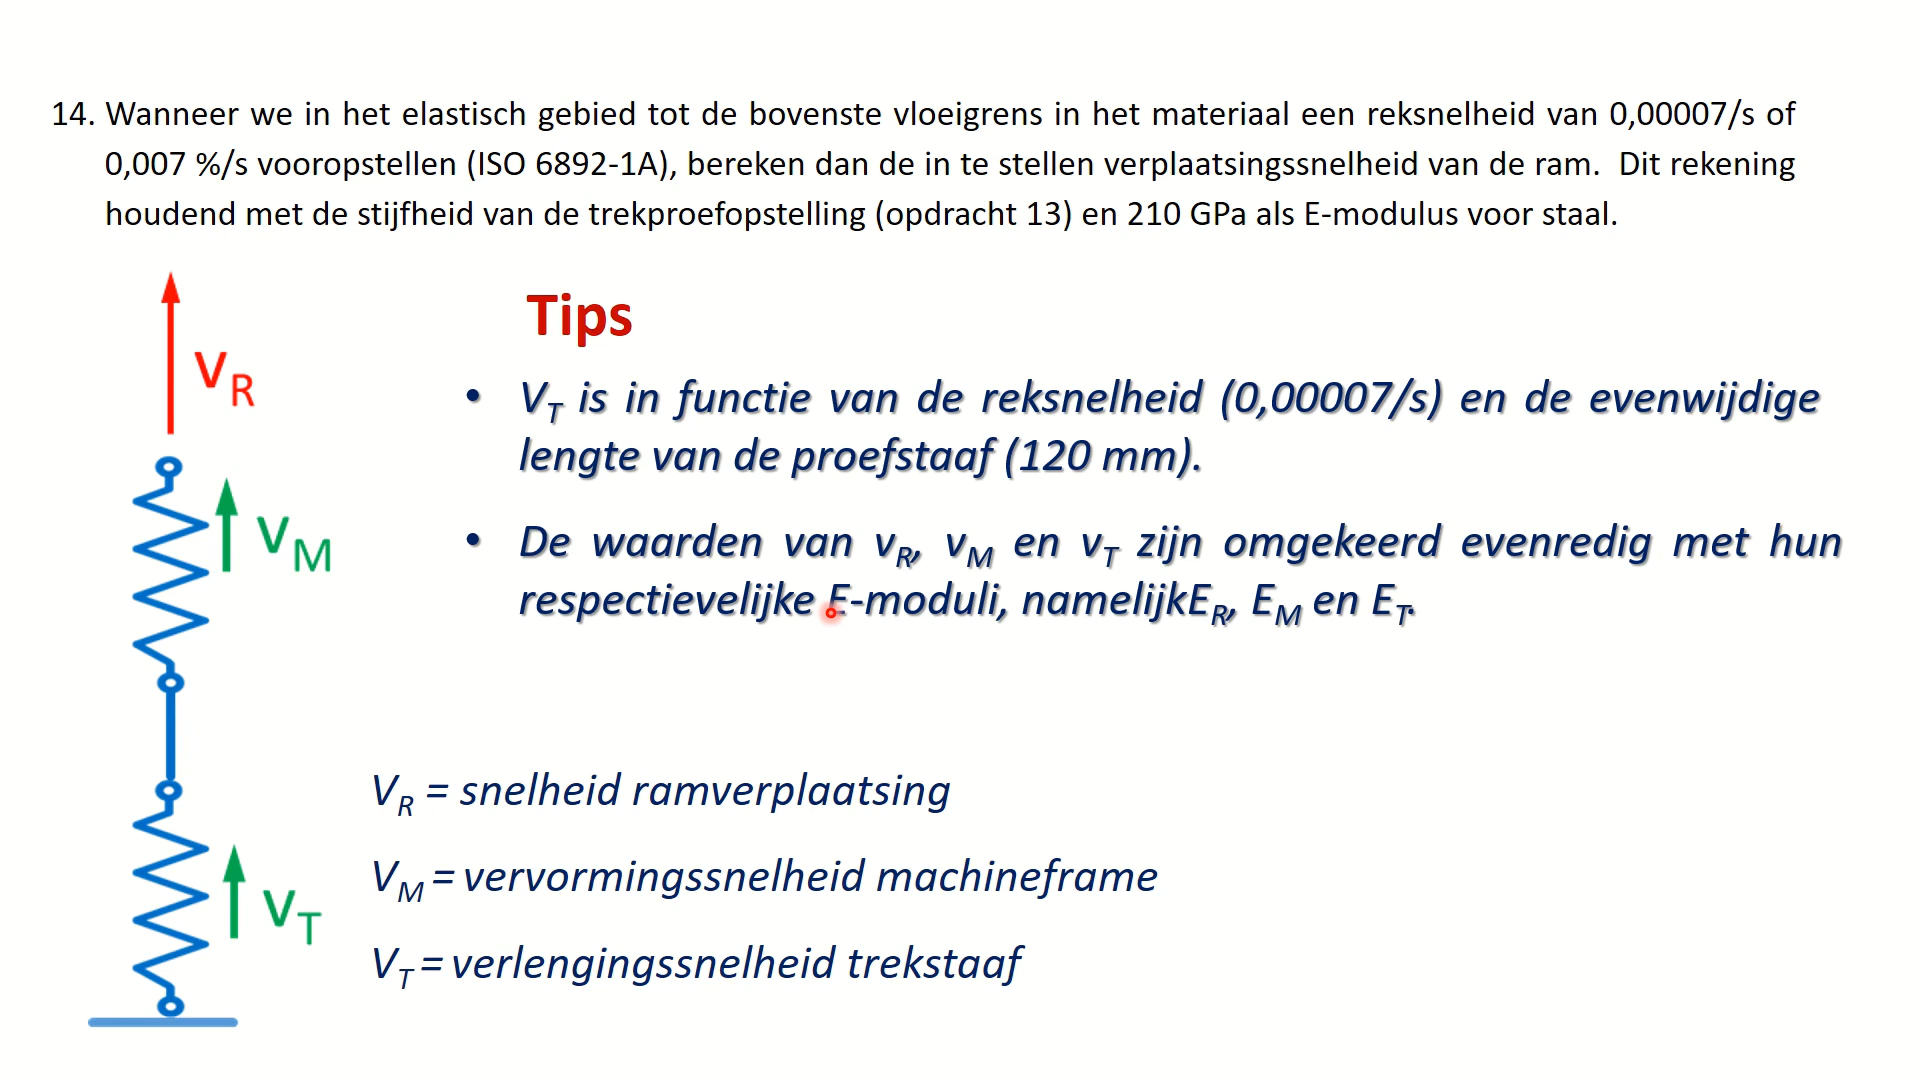 14. Wanneer we in het elastisch gebied tot de bovenste vloeigrens in het materiaal een reksnelheid van 0,00007/s of
0,007 %/s vooropstellen (ISO 6892-1A), bereken dan de in te stellen verplaatsingssnelheid van de ram. Dit rekening
houdend met de stijfheid van de trekproefopstelling (opdracht 13) en 210 GPa als E-modulus voor staal.
Tips
• VT is in functie van de reksnelheid (0,00007/s) en de evenwijdige
lengte van de proefstaaf (120 mm).
• De waarden van vR, vM en vT zijn omgekeerd evenredig met hun
respectievelijke E-moduli, namelijkER, EM en ET.
VR
VM
VT
VR = snelheid ramverplaatsing
VM = vervormingssnelheid machineframe
VT = verlengingssnelheid trekstaaf